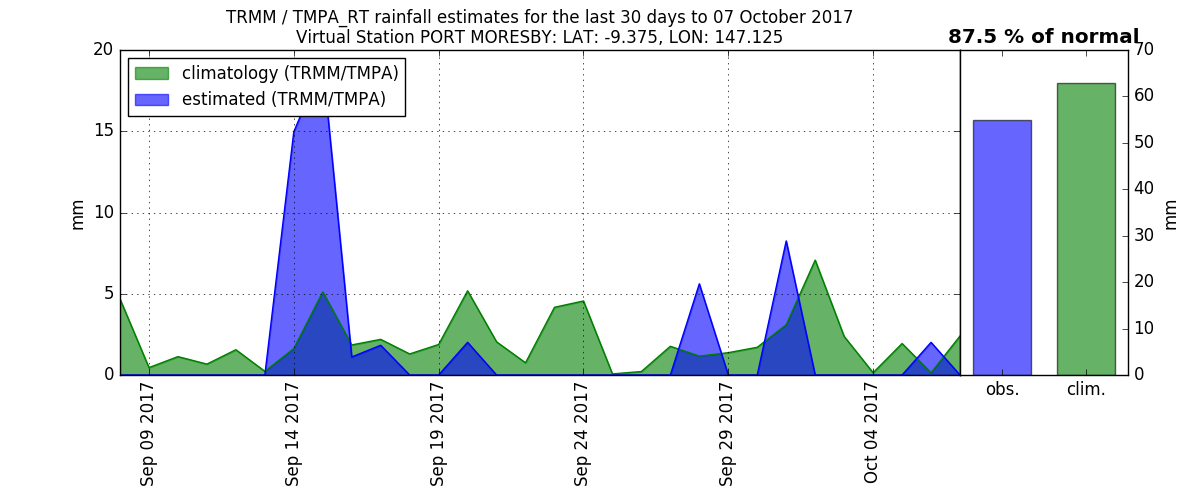 TRMM / TMPA_RT rainfall estimates for the last 30 days to 07 October 2017
Virtual Station PORT MORESBY: LAT: -9.375, LON: 147.125
87.5 % of normal
climatology (TRMM/TMPA)
estimated (TRMM/TMPA)
20
15
10
5
0
mm
Sep 09 2017
Sep 14 2017
Sep 19 2017
Sep 24 2017
Sep 29 2017
Oct 04 2017
obs.
clim.
70
60
50
40
30
20
10
0
mm